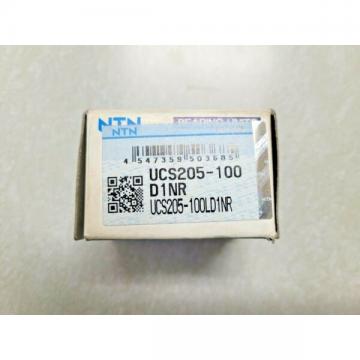 NTN
NTN
BEARING UNIT
4 547359 503685
UCS205-100
D1NR
UCS205-100LD1NR